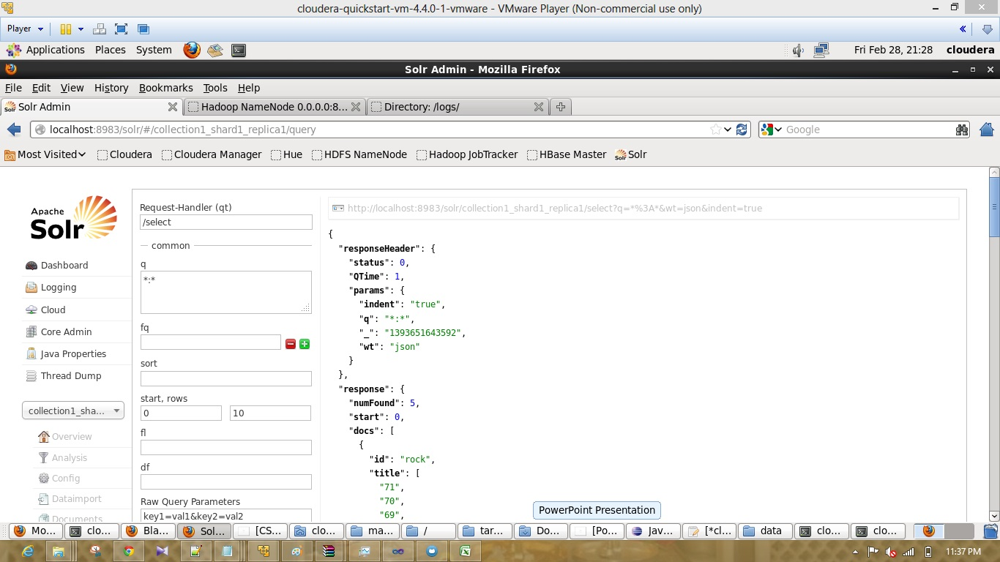 cloudera-quickstart-vm-4.4.0-1-vmware - VMware Player (Non-commercial use only)
Player
Applications Places System
Fri Feb 28, 21:28 cloudera
Solr Admin - Mozilla Firefox
File Edit View History Bookmarks Tools Help
Solr Admin Hadoop NameNode 0.0.0.0:8... Directory: /logs/
localhost:8983/solr/#/collection1_shard1_replica1/query
Google
Most Visited Cloudera Cloudera Manager Hue HDFS NameNode Hadoop JobTracker HBase Master Solr
Apache
Solr
Dashboard
Logging
Cloud
Core Admin
Java Properties
Thread Dump
collection1_sha...
Overview
Analysis
Config
Dataimport
Documents
Request-Handler (qt)
/select
common
q
*:*
fq
sort
start, rows
0 10
fl
df
Raw Query Parameters
key1=val1&key2=val2
http://localhost:8983/solr/collection1_shard1_replica1/select?q=*%3A*&wt=json&indent=true
{
"responseHeader": {
"status": 0,
"QTime": 1,
"params": {
"indent": "true",
"q": "*:*",
"_": "1393651643592",
"wt": "json"
}
},
"response": {
"numFound": 5,
"start": 0,
"docs": [
{
"id": "rock",
"title": [
"71",
"70",
"69",
PowerPoint Presentation
Mo... clo... Bla... Sol... [CS... clo... ma... / tar... Do... [Po... Jav... [*cl... data clo... clo...
11:37 PM